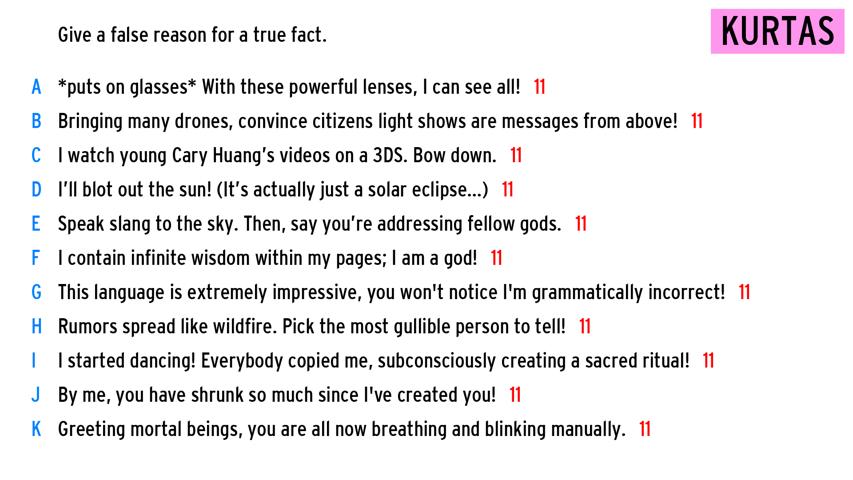 Give a false reason for a true fact.
KURTAS
A *puts on glasses* With these powerful lenses, I can see all! 11
B Bringing many drones, convince citizens light shows are messages from above! 11
C I watch young Cary Huang's videos on a 3DS. Bow down. 11
D I'll blot out the sun! (It's actually just a solar eclipse...) 11
E Speak slang to the sky. Then, say you're addressing fellow gods. 11
F I contain infinite wisdom within my pages; I am a god! 11
G This language is extremely impressive, you won't notice I'm grammatically incorrect! 11
H Rumors spread like wildfire. Pick the most gullible person to tell! 11
I I started dancing! Everybody copied me, subconsciously creating a sacred ritual! 11
J By me, you have shrunk so much since I've created you! 11
K Greeting mortal beings, you are all now breathing and blinking manually. 11